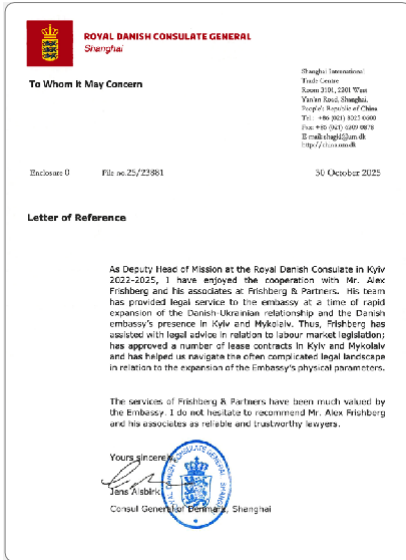 ROYAL DANISH CONSULATE GENERAL
Shanghai
To Whom It May Concern
Shanghai International
Trade Centre
Room 3101, 2201 West
Yan'an Road, Shanghai,
People's Republic of China
Enclosure 0 File no.25/23881 30 October 2025
Letter of Reference
As Deputy Head of Mission at the Royal Danish Consulate in Kyiv
2022-2025, I have enjoyed the cooperation with Mr. Alex
Frishberg and his associates at Frishberg & Partners. His team
has provided legal service to the embassy at a time of rapid
expansion of the Danish-Ukrainian relationship and the Danish
embassy's presence in Kyiv and Mykolaiv. Thus, Frishberg has
assisted with legal advice in relation to labour market legislation;
has approved a number of lease contracts in Kyiv and Mykolaiv
and has helped us navigate the often complicated legal landscape
in relation to the expansion of the Embassy's physical parameters.
The services of Frishberg & Partners have been much valued by
the Embassy. I do not hesitate to recommend Mr. Alex Frishberg
and his associates as reliable and trustworthy lawyers.
Yours sincerely,
Consul General of Denmark, Shanghai